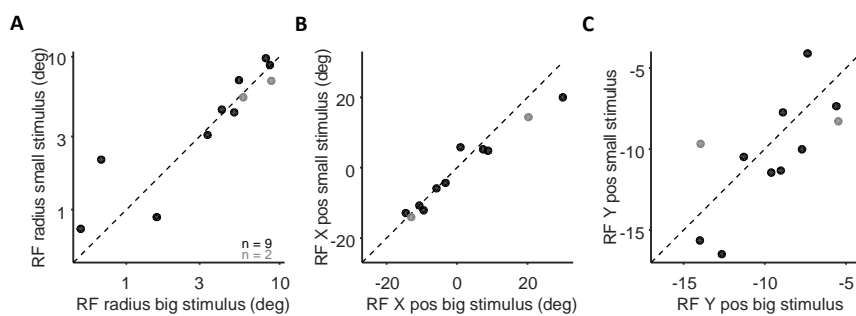 A
RF radius small stimulus (deg)
10
3
1
1
3
10
n = 9
n = 2
RF radius big stimulus (deg)
B
RF X pos small stimulus (deg)
20
0
-20
-20
0
20
RF X pos big stimulus (deg)
C
RF Y pos small stimulus
-5
-10
-15
-15
-10
-5
RF Y pos big stimulus